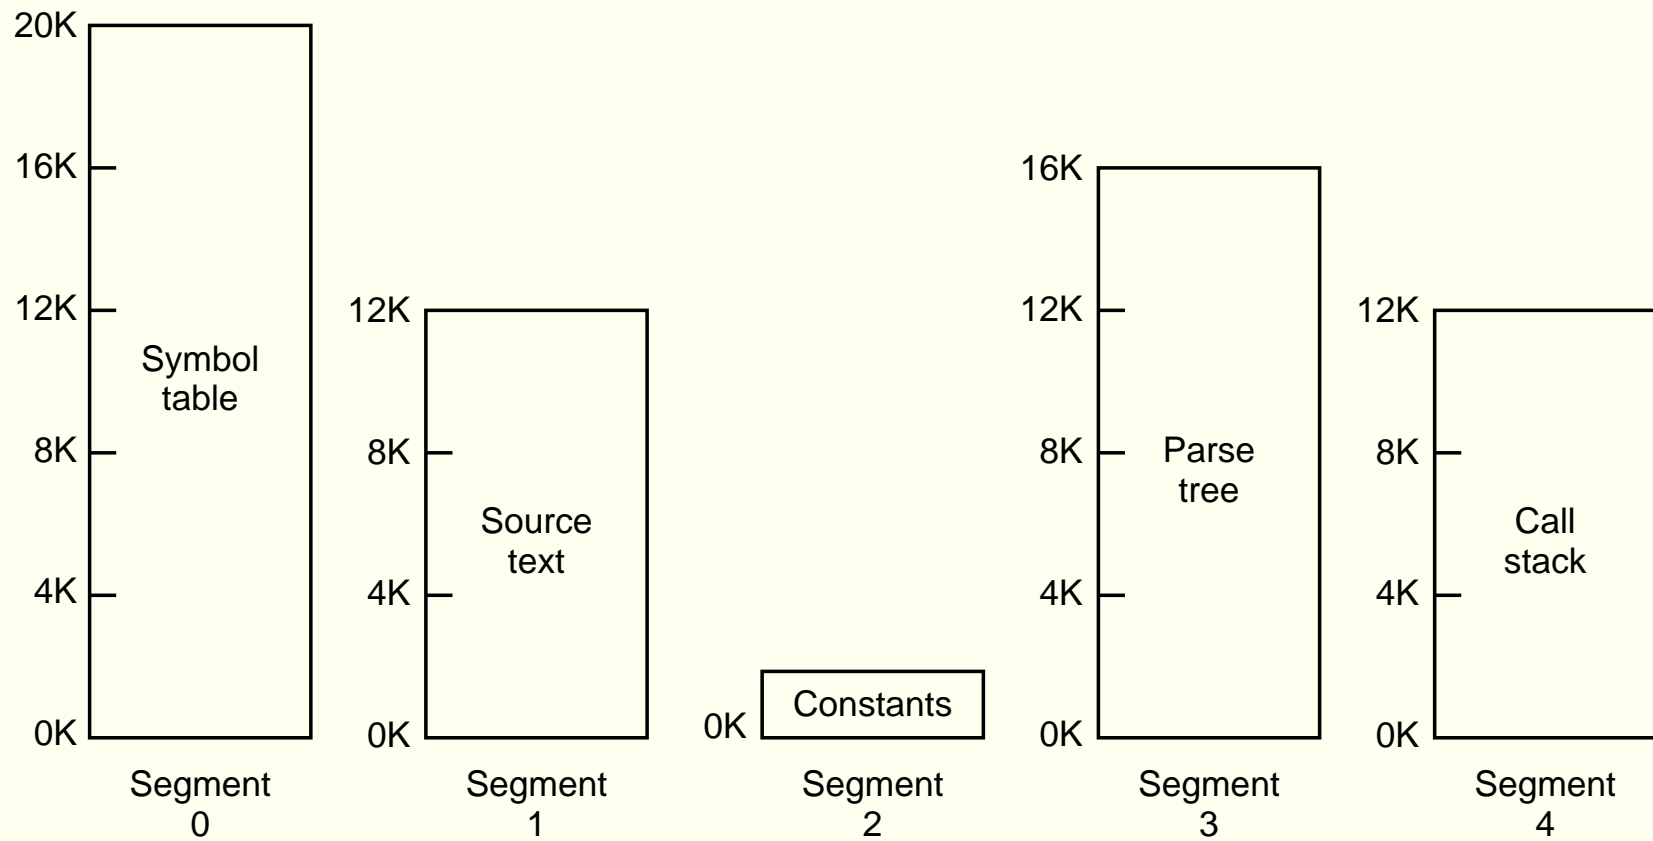 20K
16K
12K
8K
4K
0K
Symbol
table
Segment
0
12K
8K
4K
0K
Source
text
Segment
1
0K
Constants
Segment
2
16K
12K
8K
4K
0K
Parse
tree
Segment
3
12K
8K
4K
0K
Call
stack
Segment
4